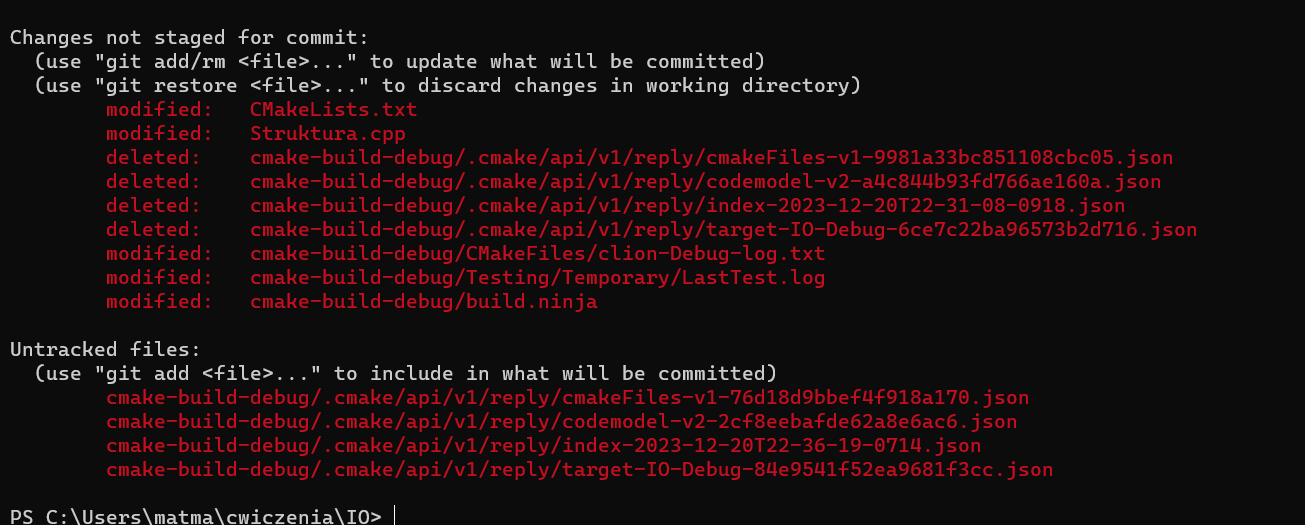 Changes not staged for commit:
  (use "git add/rm <file>..." to update what will be committed)
  (use "git restore <file>..." to discard changes in working directory)
        modified:   CMakeLists.txt
        modified:   Struktura.cpp
        deleted:    cmake-build-debug/.cmake/api/v1/reply/cmakeFiles-v1-9981a33bc851108cbc05.json
        deleted:    cmake-build-debug/.cmake/api/v1/reply/codemodel-v2-a4c844b93fd766ae160a.json
        deleted:    cmake-build-debug/.cmake/api/v1/reply/index-2023-12-20T22-31-08-0918.json
        deleted:    cmake-build-debug/.cmake/api/v1/reply/target-IO-Debug-6ce7c22ba96573b2d716.json
        modified:   cmake-build-debug/CMakeFiles/clion-Debug-log.txt
        modified:   cmake-build-debug/Testing/Temporary/LastTest.log
        modified:   cmake-build-debug/build.ninja

Untracked files:
  (use "git add <file>..." to include in what will be committed)
        cmake-build-debug/.cmake/api/v1/reply/cmakeFiles-v1-76d18d9bbef4f918a170.json
        cmake-build-debug/.cmake/api/v1/reply/codemodel-v2-2cf8eebafde62a8e6ac6.json
        cmake-build-debug/.cmake/api/v1/reply/index-2023-12-20T22-36-19-0714.json
        cmake-build-debug/.cmake/api/v1/reply/target-IO-Debug-84e9541f52ea9681f3cc.json

PS C:\Users\matma\cwiczenia\IO>